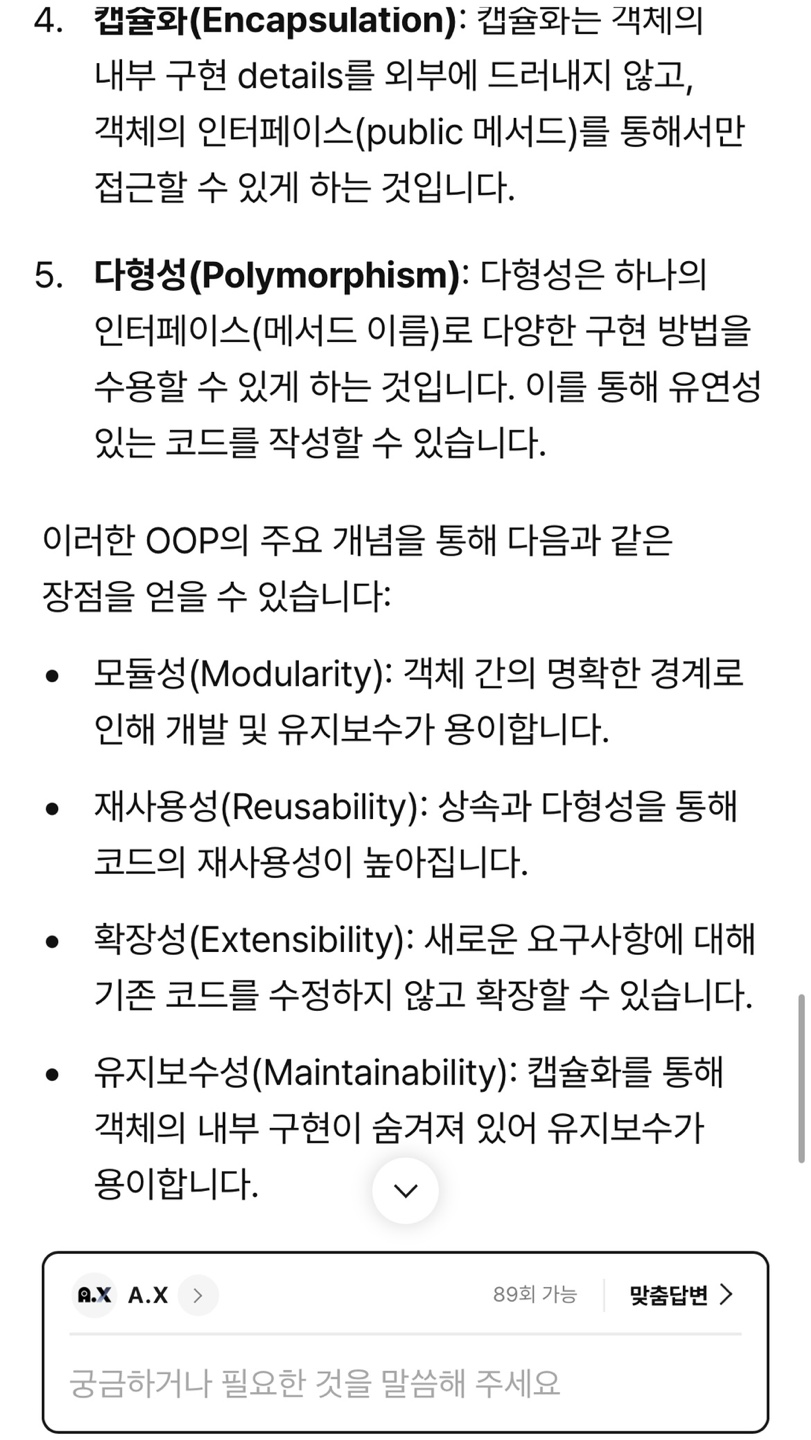 4. 캡슐화(Encapsulation): 캡슐화는 객체의
내부 구현 details를 외부에 드러내지 않고,
객체의 인터페이스(public 메서드)를 통해서만
접근할 수 있게 하는 것입니다.
5. 다형성(Polymorphism): 다형성은 하나의
인터페이스(메서드 이름)로 다양한 구현 방법을
수용할 수 있게 하는 것입니다. 이를 통해 유연성
있는 코드를 작성할 수 있습니다.
이러한 OOP의 주요 개념을 통해 다음과 같은
장점을 얻을 수 있습니다:
• 모듈성(Modularity): 객체 간의 명확한 경계로
인해 개발 및 유지보수가 용이합니다.
• 재사용성(Reusability): 상속과 다형성을 통해
코드의 재사용성이 높아집니다.
• 확장성(Extensibility): 새로운 요구사항에 대해
기존 코드를 수정하지 않고 확장할 수 있습니다.
• 유지보수성(Maintainability): 캡슐화를 통해
객체의 내부 구현이 숨겨져 있어 유지보수가
용이합니다.
A.X A.X > 89회 가능 맞춤답변 >
궁금하거나 필요한 것을 말씀해 주세요